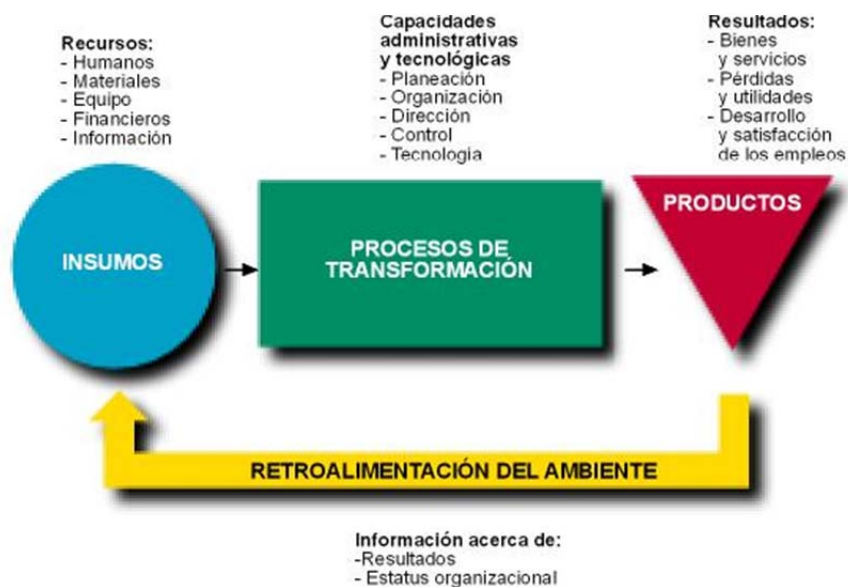 Recursos:
- Humanos
- Materiales
- Equipo
- Financieros
- Información
Capacidades
administrativas
y tecnológicas
- Planeación
- Organización
- Dirección
- Control
- Tecnologia
Resultados:
- Bienes
y servicios
- Pérdidas
y utilidades
- Desarrollo
y satisfacción
de los empleos
INSUMOS
PROCESOS DE
TRANSFORMACIÓN
PRODUCTOS
RETROALIMENTACIÓN DEL AMBIENTE
Información acerca de:
-Resultados
- Estatus organizacional